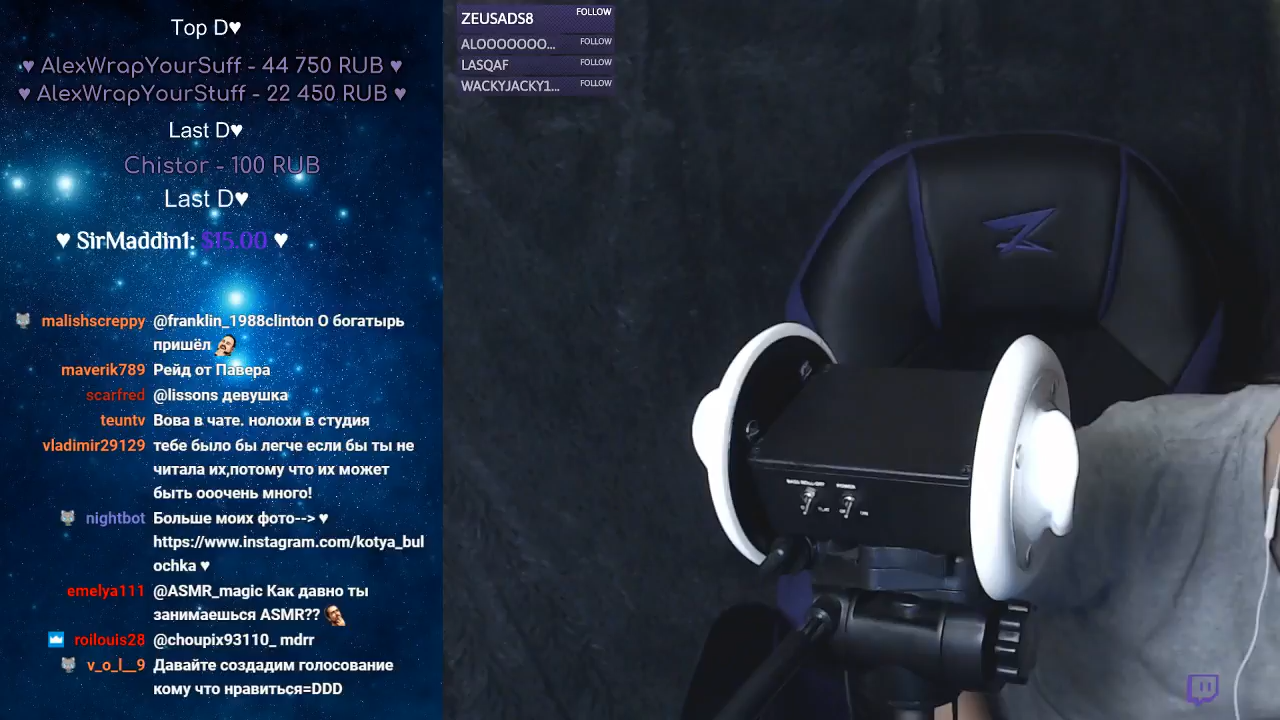 Top D♥
♥ AlexWrapYourSuff - 44 750 RUB ♥
♥ AlexWrapYourStuff - 22 450 RUB ♥
Last D♥
Chistor - 100 RUB
Last D♥
♥ SirMaddin1: $15.00 ♥
malishscreppy @franklin_1988clinton О богатырь
пришёл
maverik789 Рейд от Павера
scarfred @lissons девушка
teuntv Вова в чате. нолохи в студия
vladimir29129 тебе было бы легче если бы ты не
читала их,потому что их может
быть ооочень много!
nightbot Больше моих фото--> ♥
https://www.instagram.com/kotya_bul
ochka ♥
emelya111 @ASMR_magic Как давно ты
занимаешься ASMR??
roilouis28 @choupix93110_ mdrr
v_o_l__9 Давайте создадим голосование
кому что нравиться=DDD
ZEUSADS8 FOLLOW
ALOOOOOOO... FOLLOW
LASQAF FOLLOW
WACKYJACKY1... FOLLOW
POWER